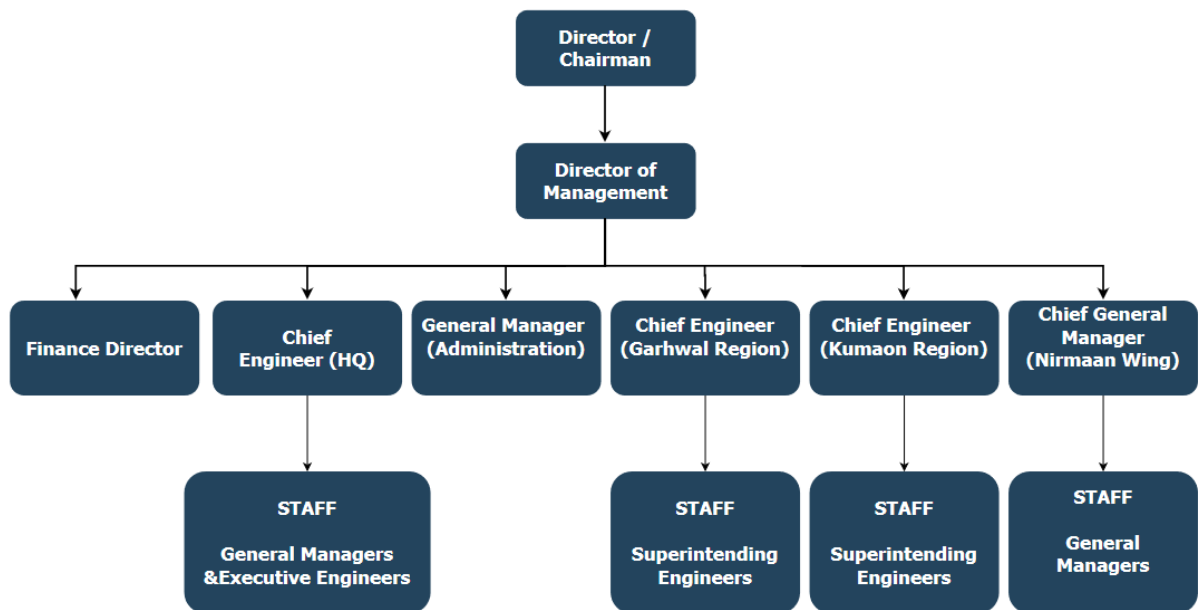 Director /
Chairman
Director of
Management
Finance Director
Chief
Engineer (HQ)
General Manager
(Administration)
Chief Engineer
(Garhwal Region)
Chief Engineer
(Kumaon Region)
Chief General
Manager
(Nirmaan Wing)
STAFF
General Managers
&Executive Engineers
STAFF
Superintending
Engineers
STAFF
Superintending
Engineers
STAFF
General
Managers